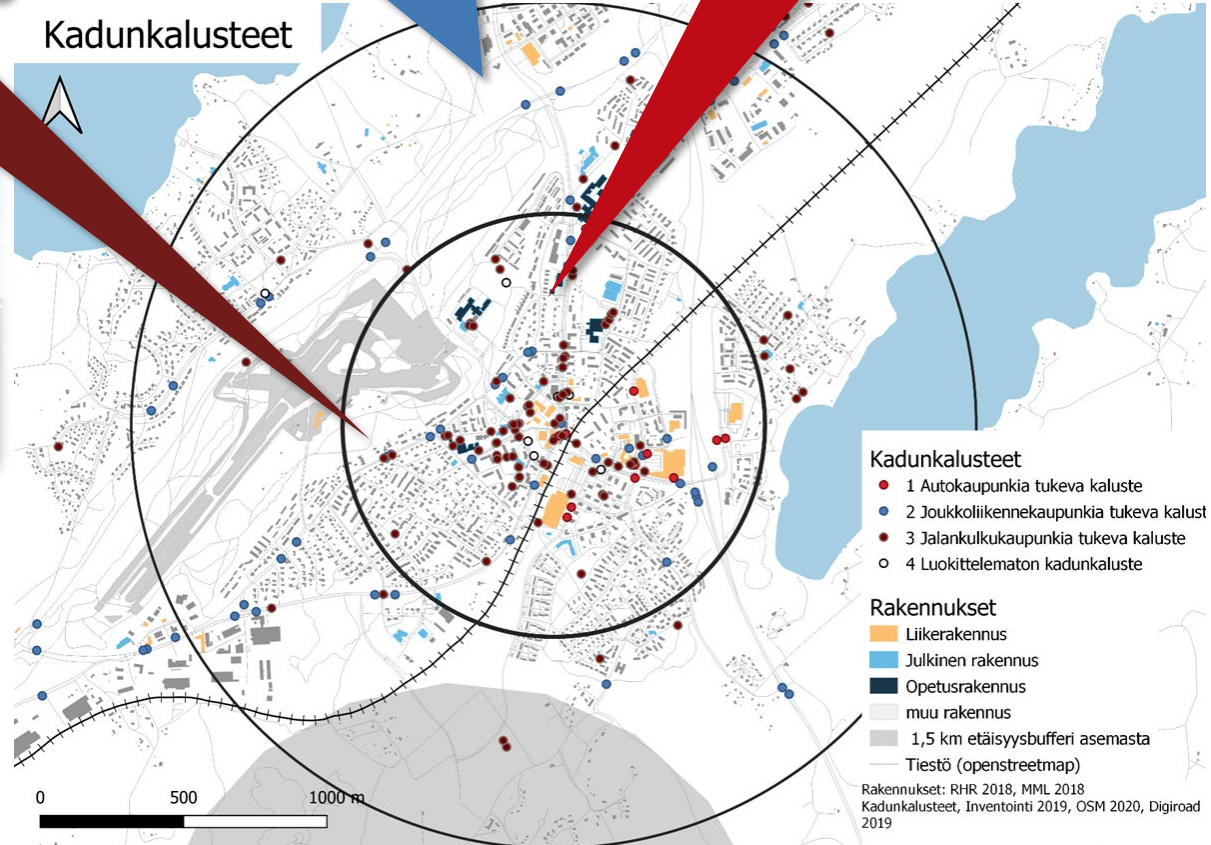 Kadunkalusteet
Kadunkalusteet
1 Autokaupunkia tukeva kaluste
2 Joukkoliikennekaupunkia tukeva kalust
3 Jalankulkukaupunkia tukeva kaluste
4 Luokittelematon kadunkaluste
Rakennukset
Liikerakennus
Julkinen rakennus
Opetusrakennus
muu rakennus
1,5 km etäisyysbufferi asemasta
Tiestö (openstreetmap)
Rakennukset: RHR 2018, MML 2018
Kadunkalusteet, Inventointi 2019, OSM 2020, Digiroad
2019
0 500 1000 m